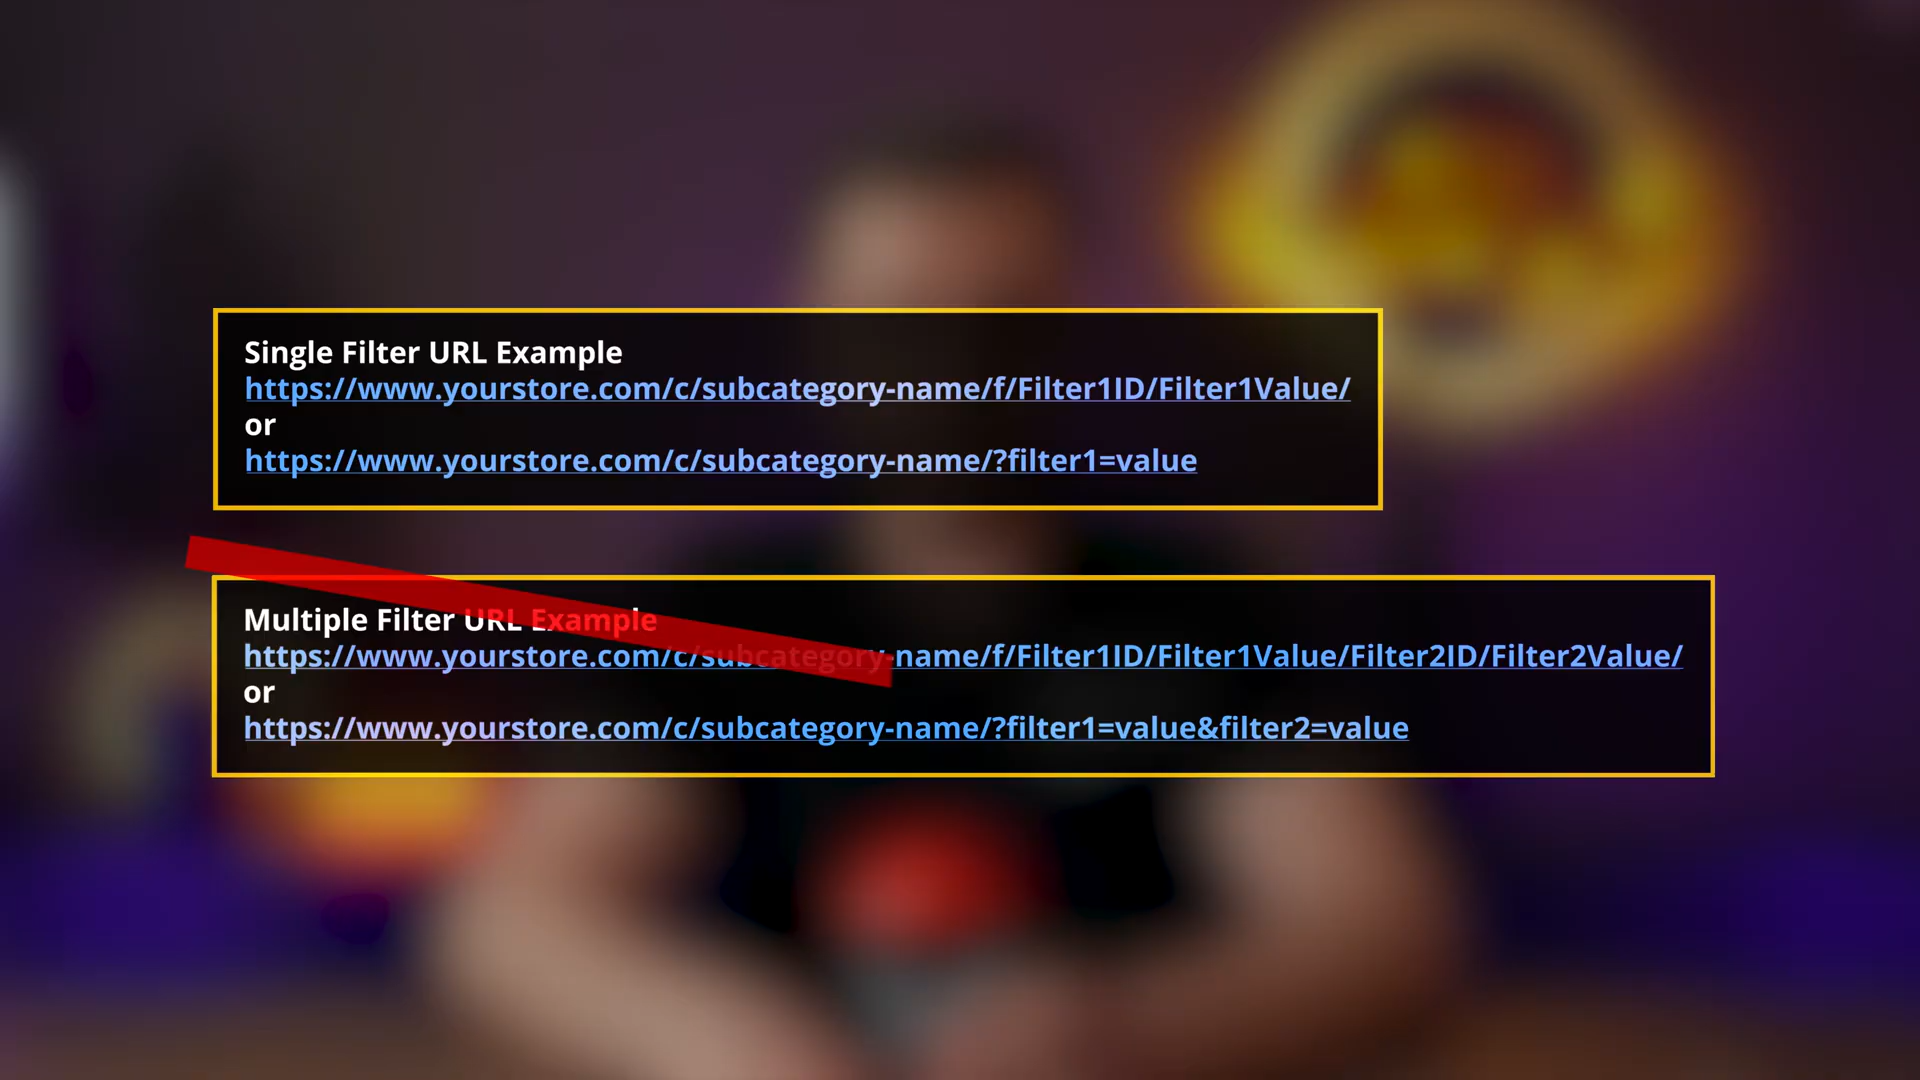 Single Filter URL Example
https://www.yourstore.com/c/subcategory-name/f/Filter1ID/Filter1Value/
or
https://www.yourstore.com/c/subcategory-name/?filter1=value
Multiple Filter URL Example
https://www.yourstore.com/c/subcategory-name/f/Filter1ID/Filter1Value/Filter2ID/Filter2Value/
or
https://www.yourstore.com/c/subcategory-name/?filter1=value&filter2=value